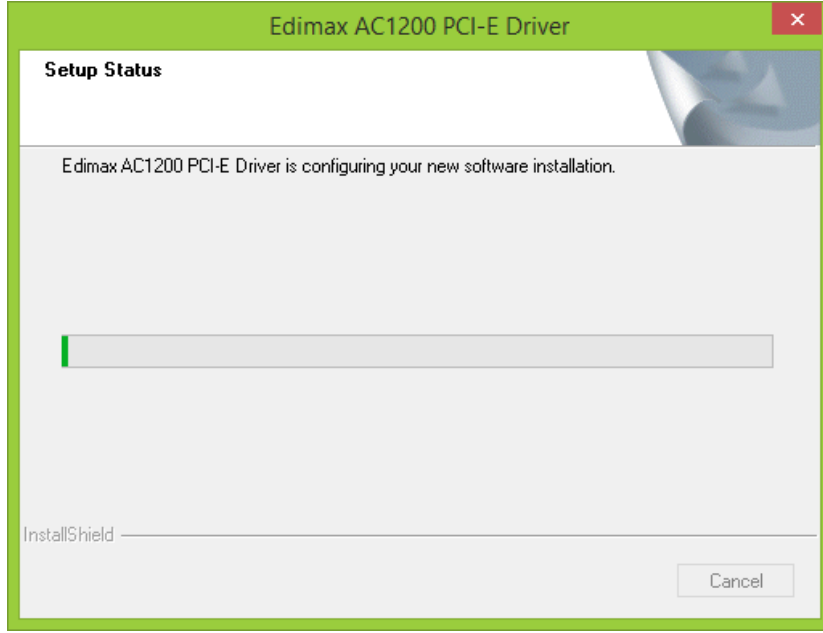 Edimax AC1200 PCI-E Driver
Setup Status
Edimax AC1200 PCI-E Driver is configuring your new software installation.
InstallShield
Cancel